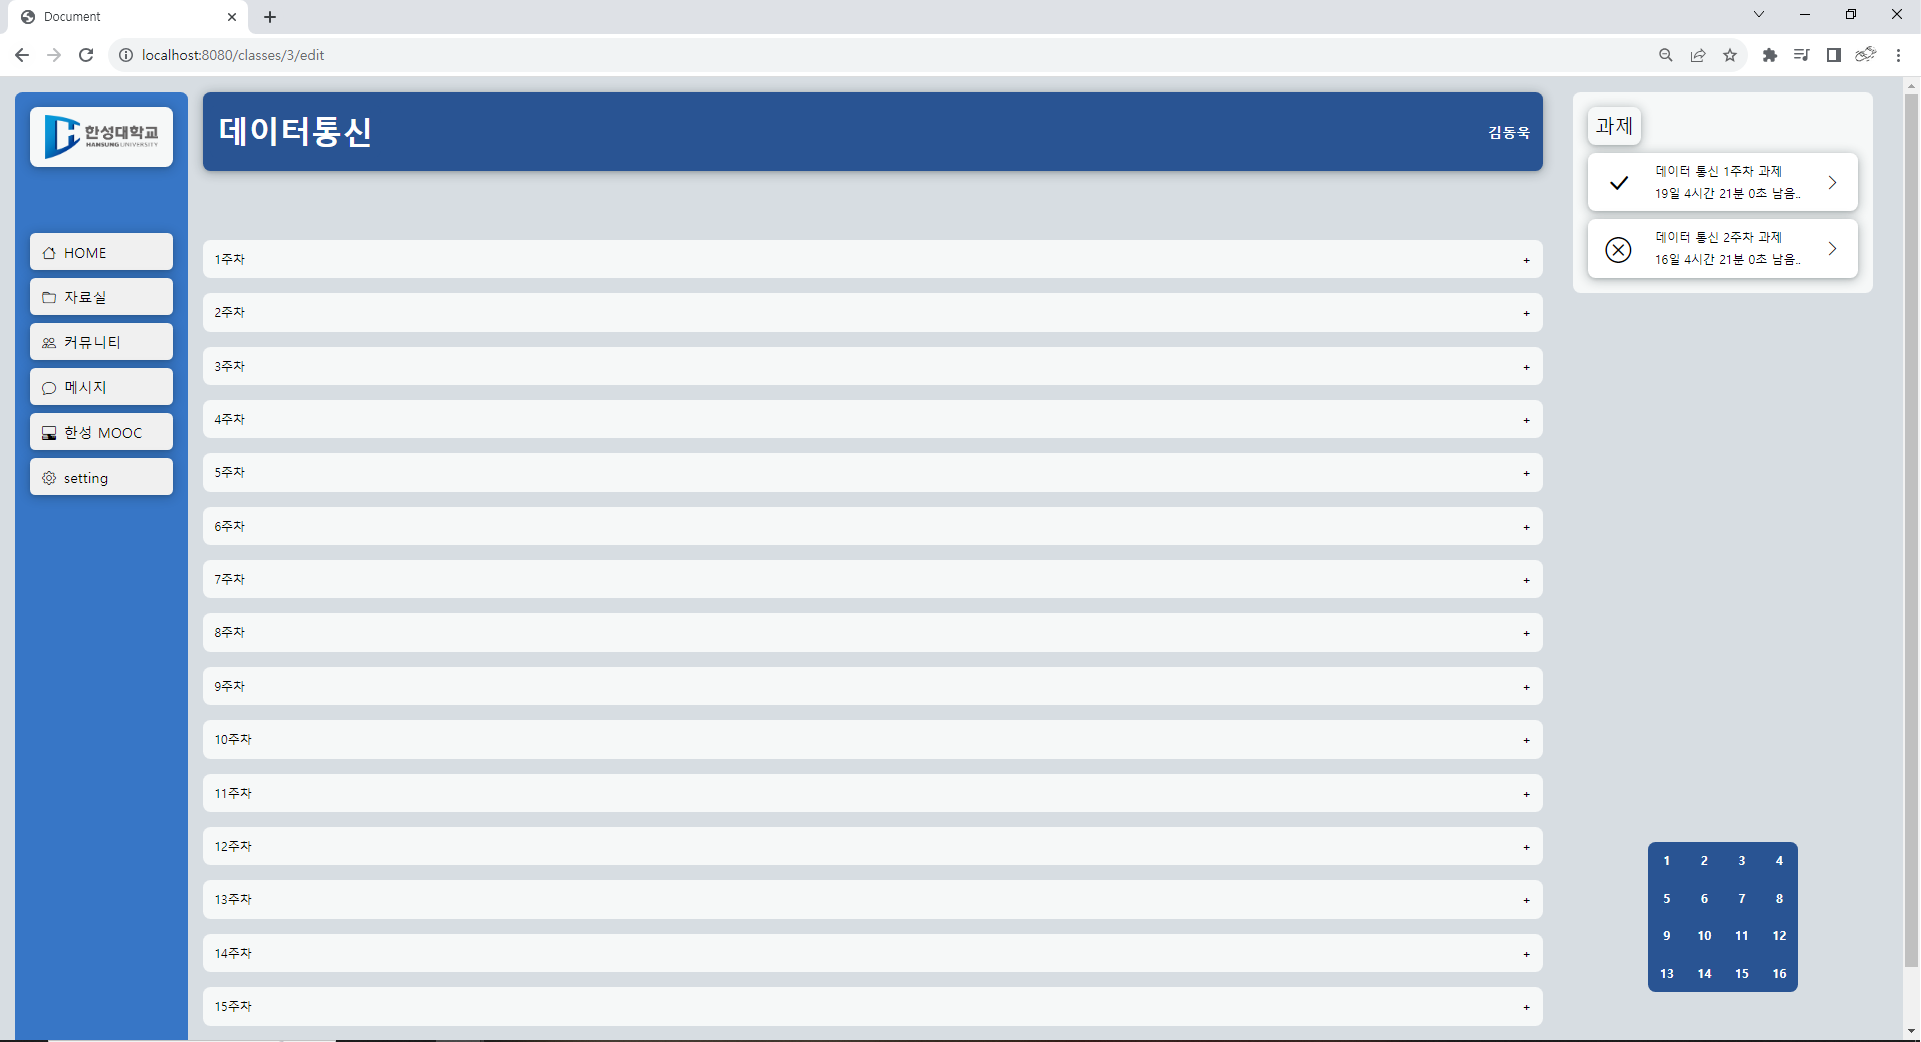 Document
localhost:8080/classes/3/edit
한성대학교
HANSUNG UNIVERSITY
HOME
자료실
커뮤니티
메시지
한성 MOOC
setting
데이터통신
김동욱
1주차 +
2주차 +
3주차 +
4주차 +
5주차 +
6주차 +
7주차 +
8주차 +
9주차 +
10주차 +
11주차 +
12주차 +
13주차 +
14주차 +
15주차 +
과제
데이터 통신 1주차 과제
19일 4시간 21분 0초 남음..
데이터 통신 2주차 과제
16일 4시간 21분 0초 남음..
1 2 3 4
5 6 7 8
9 10 11 12
13 14 15 16